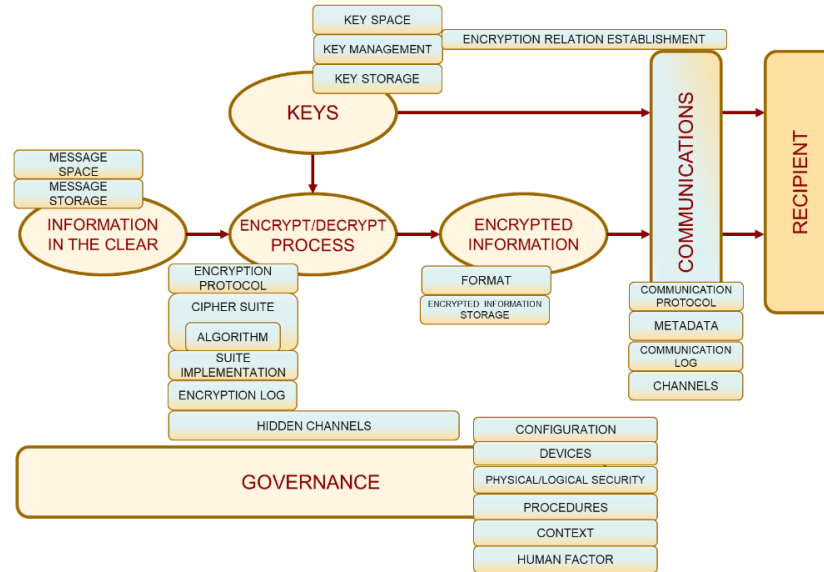 KEY SPACE
ENCRYPTION RELATION ESTABLISHMENT
KEY MANAGEMENT
KEY STORAGE
KEYS
COMMUNICATIONS
RECIPIENT
MESSAGE
SPACE
MESSAGE
STORAGE
INFORMATION
IN THE CLEAR
ENCRYPT/DECRYPT
PROCESS
ENCRYPTED
INFORMATION
ENCRYPTION
PROTOCOL
CIPHER SUITE
ALGORITHM
SUITE
IMPLEMENTATION
ENCRYPTION LOG
HIDDEN CHANNELS
FORMAT
ENCRYPTED INFORMATION
STORAGE
COMMUNICATION
PROTOCOL
METADATA
COMMUNICATION
LOG
CHANNELS
GOVERNANCE
CONFIGURATION
DEVICES
PHYSICAL/LOGICAL SECURITY
PROCEDURES
CONTEXT
HUMAN FACTOR